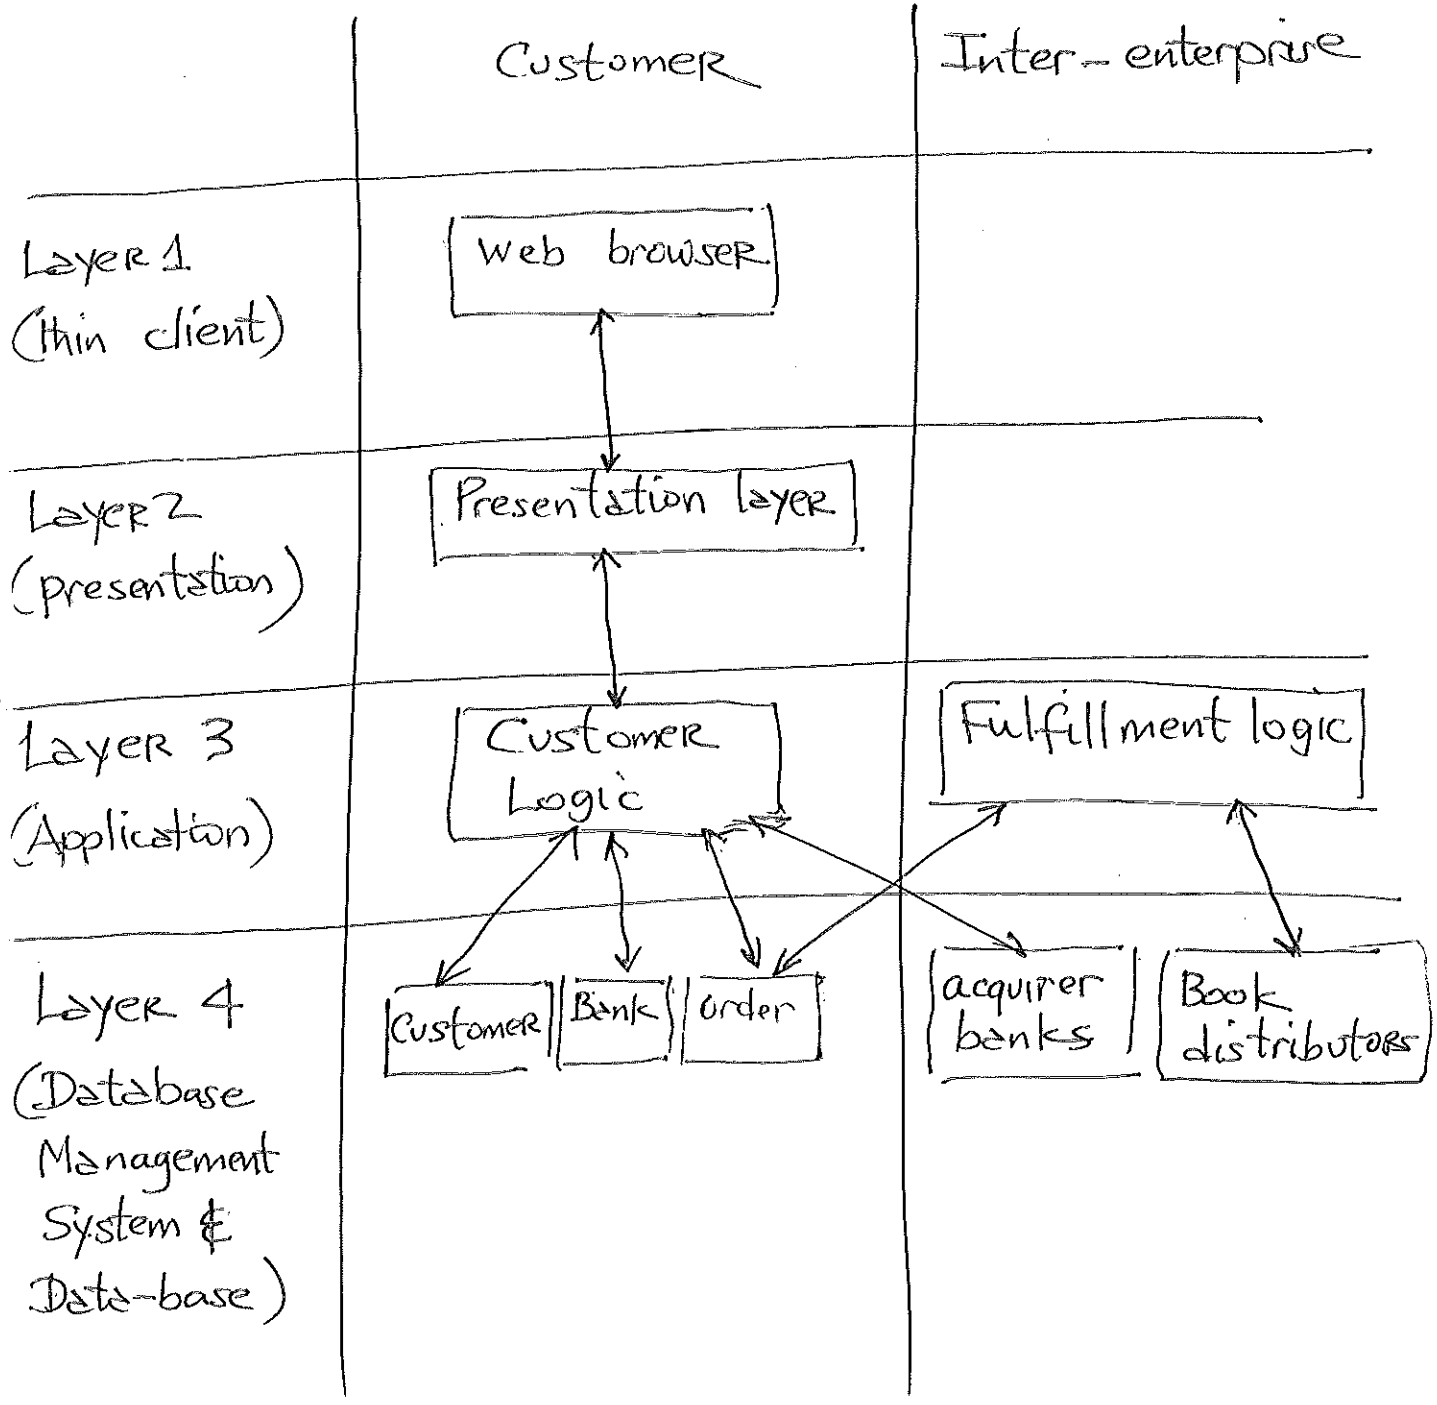 Customer
Inter-enterprise
Layer 1
(thin client)
Web browser
Layer 2
(presentation)
Presentation layer
Layer 3
(Application)
Customer
Logic
Fulfillment logic
Layer 4
(Database
Management
System &
Data-base)
Customer
Bank
order
acquirer
banks
Book
distributors